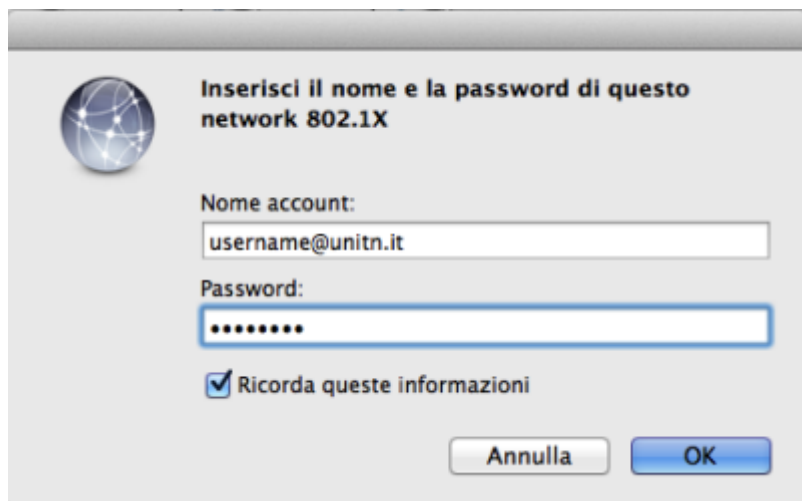 Inserisci il nome e la password di questo
network 802.1X
Nome account:
username@unitn.it
Password:
••••••••
Ricorda queste informazioni
Annulla
OK